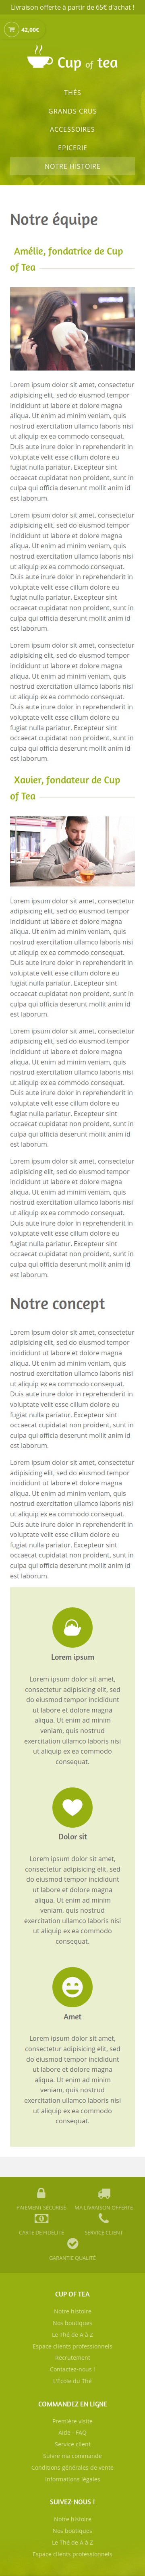 Livraison offerte à partir de 65€ d'achat !
42,00€
Cup of tea
THÉS
GRANDS CRUS
ACCESSOIRES
EPICERIE
NOTRE HISTOIRE
Notre équipe
Amélie, fondatrice de Cup
of Tea
Lorem ipsum dolor sit amet, consectetur
adipisicing elit, sed do eiusmod tempor
incididunt ut labore et dolore magna
aliqua. Ut enim ad minim veniam, quis
nostrud exercitation ullamco laboris nisi
ut aliquip ex ea commodo consequat.
Duis aute irure dolor in reprehenderit in
voluptate velit esse cillum dolore eu
fugiat nulla pariatur. Excepteur sint
occaecat cupidatat non proident, sunt in
culpa qui officia deserunt mollit anim id
est laborum.
Lorem ipsum dolor sit amet, consectetur
adipisicing elit, sed do eiusmod tempor
incididunt ut labore et dolore magna
aliqua. Ut enim ad minim veniam, quis
nostrud exercitation ullamco laboris nisi
ut aliquip ex ea commodo consequat.
Duis aute irure dolor in reprehenderit in
voluptate velit esse cillum dolore eu
fugiat nulla pariatur. Excepteur sint
occaecat cupidatat non proident, sunt in
culpa qui officia deserunt mollit anim id
est laborum.
Lorem ipsum dolor sit amet, consectetur
adipisicing elit, sed do eiusmod tempor
incididunt ut labore et dolore magna
aliqua. Ut enim ad minim veniam, quis
nostrud exercitation ullamco laboris nisi
ut aliquip ex ea commodo consequat.
Duis aute irure dolor in reprehenderit in
voluptate velit esse cillum dolore eu
fugiat nulla pariatur. Excepteur sint
occaecat cupidatat non proident, sunt in
culpa qui officia deserunt mollit anim id
est laborum.
Xavier, fondateur de Cup
of Tea
Lorem ipsum dolor sit amet, consectetur
adipisicing elit, sed do eiusmod tempor
incididunt ut labore et dolore magna
aliqua. Ut enim ad minim veniam, quis
nostrud exercitation ullamco laboris nisi
ut aliquip ex ea commodo consequat.
Duis aute irure dolor in reprehenderit in
voluptate velit esse cillum dolore eu
fugiat nulla pariatur. Excepteur sint
occaecat cupidatat non proident, sunt in
culpa qui officia deserunt mollit anim id
est laborum.
Lorem ipsum dolor sit amet, consectetur
adipisicing elit, sed do eiusmod tempor
incididunt ut labore et dolore magna
aliqua. Ut enim ad minim veniam, quis
nostrud exercitation ullamco laboris nisi
ut aliquip ex ea commodo consequat.
Duis aute irure dolor in reprehenderit in
voluptate velit esse cillum dolore eu
fugiat nulla pariatur. Excepteur sint
occaecat cupidatat non proident, sunt in
culpa qui officia deserunt mollit anim id
est laborum.
Lorem ipsum dolor sit amet, consectetur
adipisicing elit, sed do eiusmod tempor
incididunt ut labore et dolore magna
aliqua. Ut enim ad minim veniam, quis
nostrud exercitation ullamco laboris nisi
ut aliquip ex ea commodo consequat.
Duis aute irure dolor in reprehenderit in
voluptate velit esse cillum dolore eu
fugiat nulla pariatur. Excepteur sint
occaecat cupidatat non proident, sunt in
culpa qui officia deserunt mollit anim id
est laborum.
Notre concept
Lorem ipsum dolor sit amet, consectetur
adipisicing elit, sed do eiusmod tempor
incididunt ut labore et dolore magna
aliqua. Ut enim ad minim veniam, quis
nostrud exercitation ullamco laboris nisi
ut aliquip ex ea commodo consequat.
Duis aute irure dolor in reprehenderit in
voluptate velit esse cillum dolore eu
fugiat nulla pariatur. Excepteur sint
occaecat cupidatat non proident, sunt in
culpa qui officia deserunt mollit anim id
est laborum.
Lorem ipsum dolor sit amet, consectetur
adipisicing elit, sed do eiusmod tempor
incididunt ut labore et dolore magna
aliqua. Ut enim ad minim veniam, quis
nostrud exercitation ullamco laboris nisi
ut aliquip ex ea commodo consequat.
Duis aute irure dolor in reprehenderit in
voluptate velit esse cillum dolore eu
fugiat nulla pariatur. Excepteur sint
occaecat cupidatat non proident, sunt in
culpa qui officia deserunt mollit anim id
est laborum.
Lorem ipsum
Lorem ipsum dolor sit amet,
consectetur adipisicing elit, sed
do eiusmod tempor incididunt
ut labore et dolore magna
aliqua. Ut enim ad minim
veniam, quis nostrud
exercitation ullamco laboris nisi
ut aliquip ex ea commodo
consequat.
Dolor sit
Lorem ipsum dolor sit amet,
consectetur adipisicing elit, sed
do eiusmod tempor incididunt
ut labore et dolore magna
aliqua. Ut enim ad minim
veniam, quis nostrud
exercitation ullamco laboris nisi
ut aliquip ex ea commodo
consequat.
Amet
Lorem ipsum dolor sit amet,
consectetur adipisicing elit, sed
do eiusmod tempor incididunt
ut labore et dolore magna
aliqua. Ut enim ad minim
veniam, quis nostrud
exercitation ullamco laboris nisi
ut aliquip ex ea commodo
consequat.
PAIEMENT SÉCURISÉ MA LIVRAISON OFFERTE
CARTE DE FIDÉLITÉ SERVICE CLIENT
GARANTIE QUALITÉ
CUP OF TEA
Notre histoire
Nos boutiques
Le Thé de A à Z
Espace clients professionnels
Recrutement
Contactez-nous !
L'École du Thé
COMMANDEZ EN LIGNE
Première visite
Aide - FAQ
Service client
Suivre ma commande
Conditions générales de vente
Informations légales
SUIVEZ-NOUS !
Notre histoire
Nos boutiques
Le Thé de A à Z
Espace clients professionnels